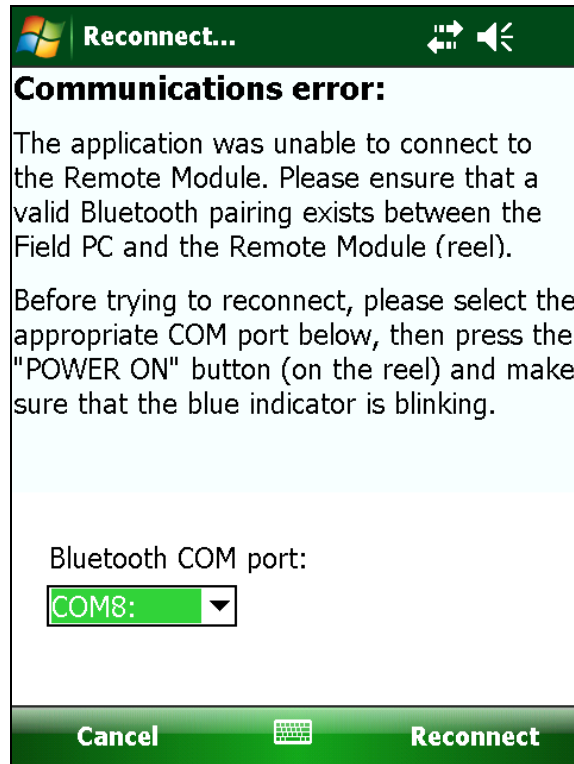 Reconnect...
Communications error:
The application was unable to connect to
the Remote Module. Please ensure that a
valid Bluetooth pairing exists between the
Field PC and the Remote Module (reel).
Before trying to reconnect, please select the
appropriate COM port below, then press the
"POWER ON" button (on the reel) and make
sure that the blue indicator is blinking.
Bluetooth COM port:
COM8:
Cancel
Reconnect